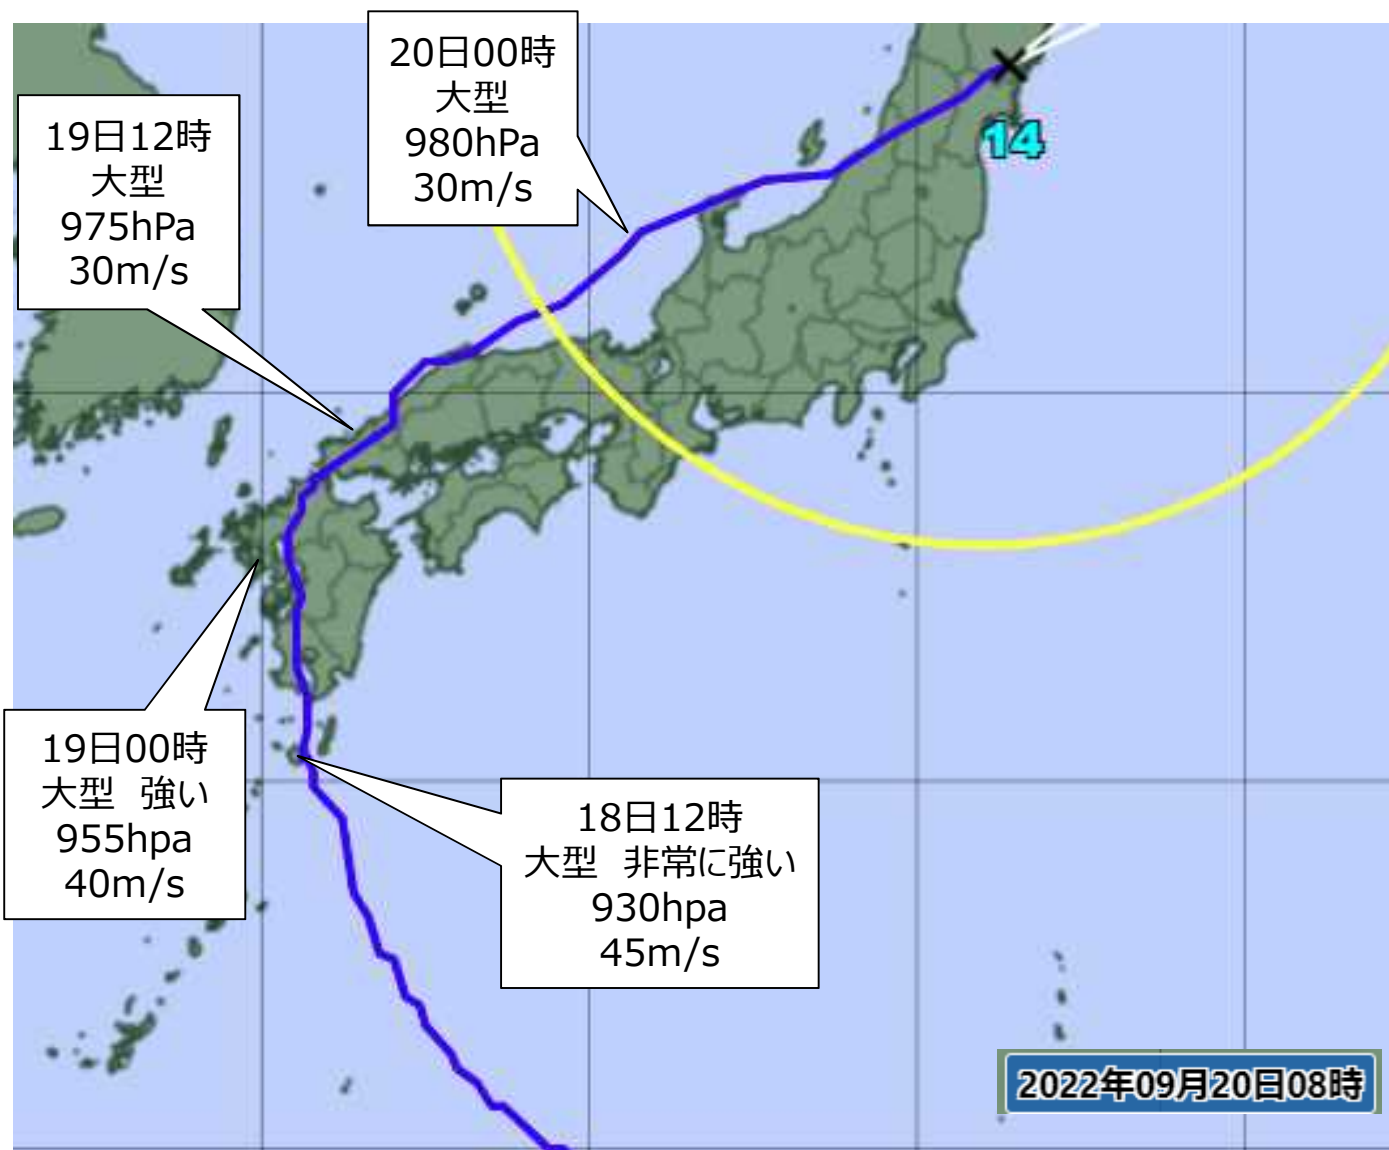 20日00時
大型
980hPa
30m/s
19日12時
大型
975hPa
30m/s
14
19日00時
大型　強い
955hpa
40m/s
18日12時
大型　非常に強い
930hpa
45m/s
2022年09月20日08時